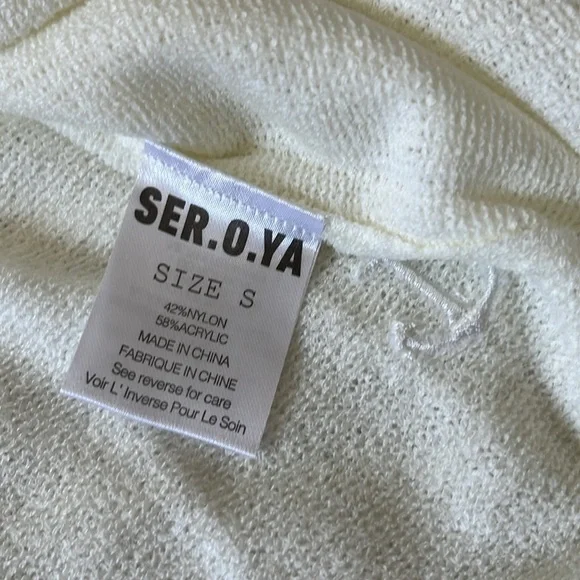 SER.O.YA
SIZE S
42%NYLON
58%ACRYLIC
MADE IN CHINA
FABRIQUE IN CHINE
See reverse for care
Voir L' Inverse Pour Le Soin